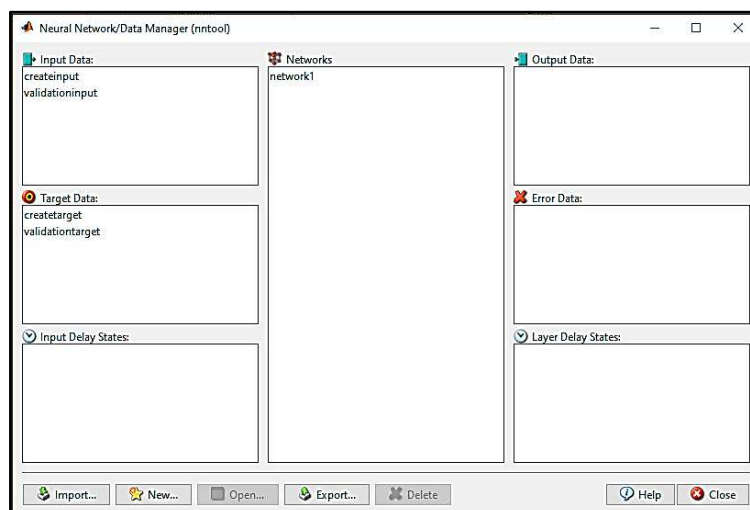 Neural Network/Data Manager (nntool)
Input Data:
createinput
validationinput
Networks
network1
Output Data:
Target Data:
createtarget
validationtarget
Error Data:
Input Delay States:
Layer Delay States:
Import...
New...
Open...
Export...
Delete
Help
Close